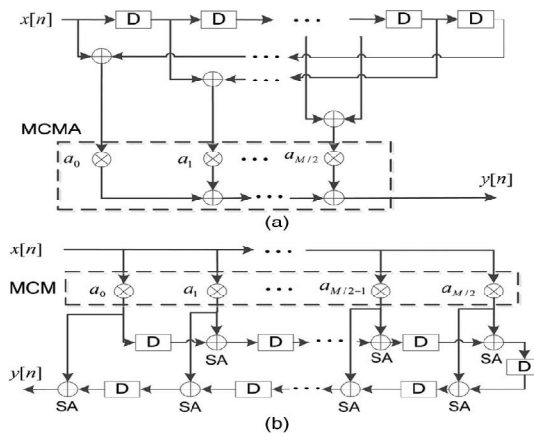 x[n] D D D D
MCMA
a0 a1 aM/2
y[n]
(a)
x[n]
MCM a0 a1 aM/2−1 aM/2
D SA D D SA D SA
D
y[n] D D D D
SA SA SA SA
(b)